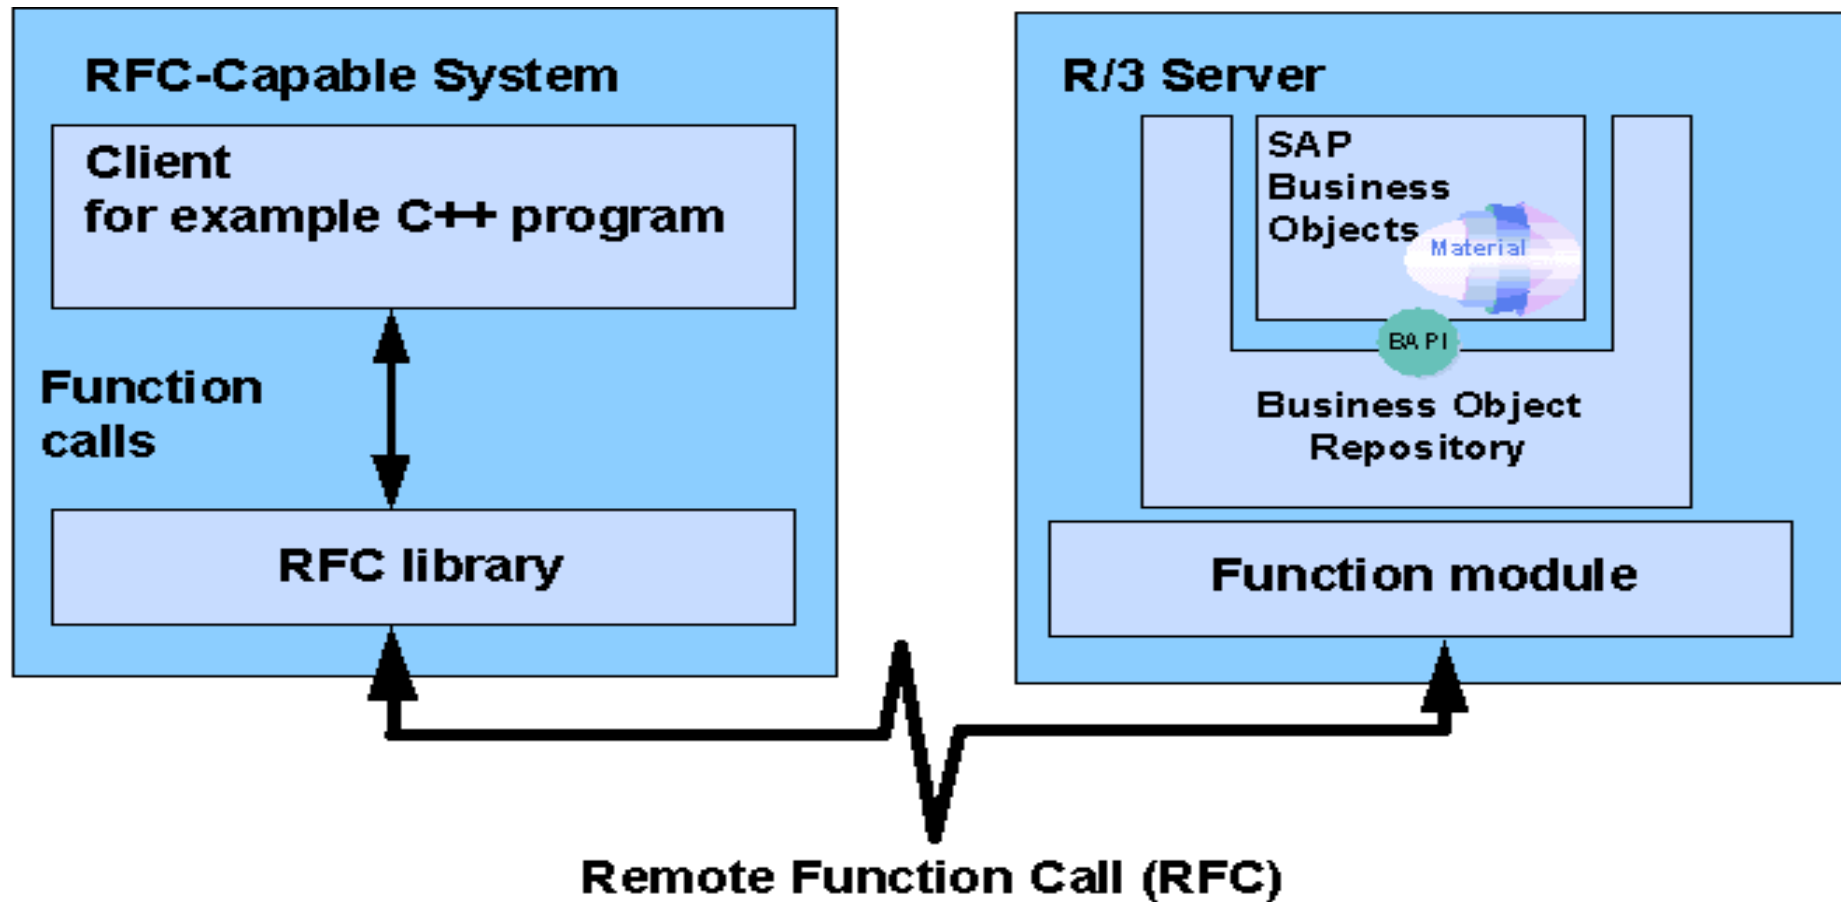 RFC-Capable System
Client
for example C++ program
Function
calls
RFC library
R/3 Server
SAP
Business
Objects
Material
BAPI
Business Object
Repository
Function module
Remote Function Call (RFC)